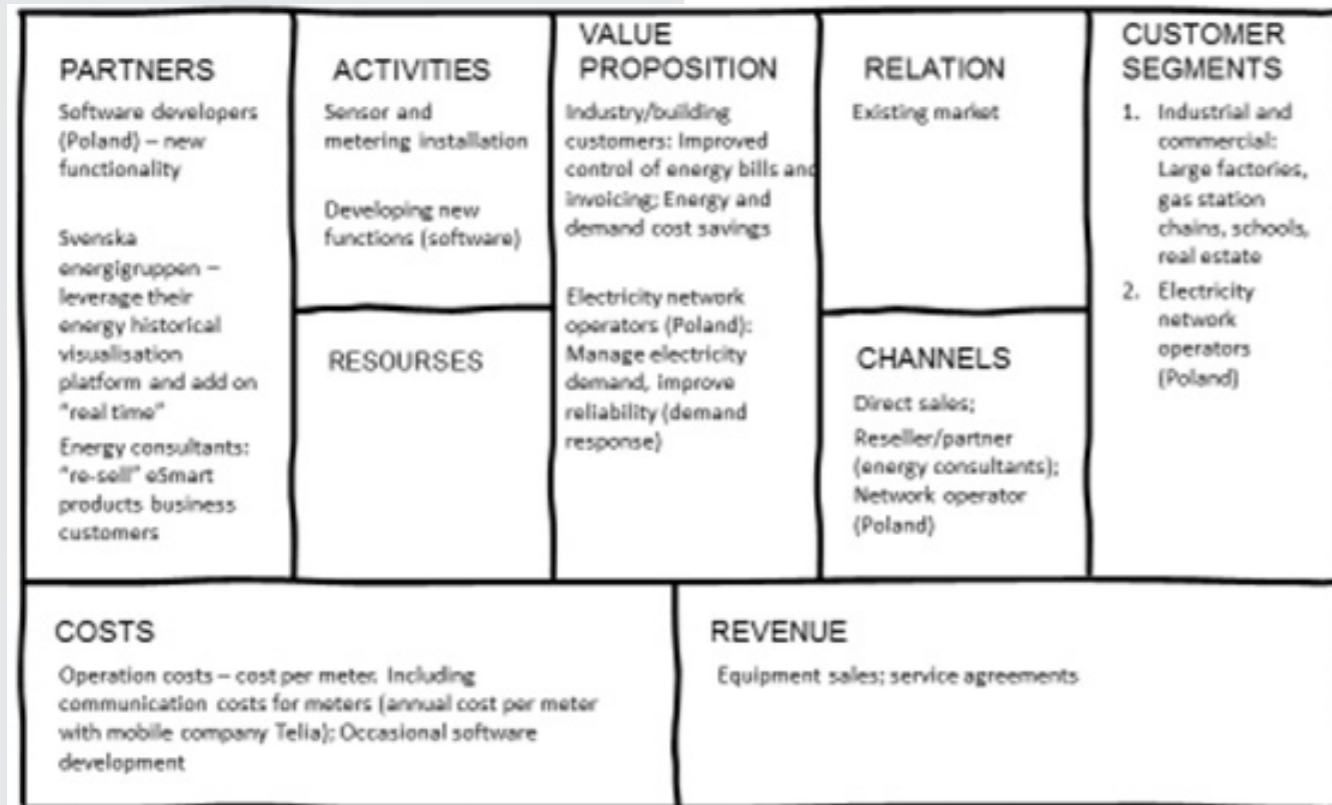 PARTNERS
Software developers
(Poland) – new
functionality
Svenska
energigruppen –
leverage their
energy historical
visualisation
platform and add on
"real time"
Energy consultants:
"re-sell" eSmart
products business
customers
ACTIVITIES
Sensor and
metering installation
Developing new
functions (software)
RESOURSES
VALUE
PROPOSITION
Industry/building
customers: Improved
control of energy bills and
invoicing; Energy and
demand cost savings
Electricity network
operators (Poland):
Manage electricity
demand, improve
reliability (demand
response)
RELATION
Existing market
CHANNELS
Direct sales;
Reseller/partner
(energy consultants);
Network operator
(Poland)
CUSTOMER
SEGMENTS
1. Industrial and
commercial:
Large factories,
gas station
chains, schools,
real estate
2. Electricity
network
operators
(Poland)
COSTS
Operation costs – cost per meter. Including
communication costs for meters (annual cost per meter
with mobile company Telia); Occasional software
development
REVENUE
Equipment sales; service agreements